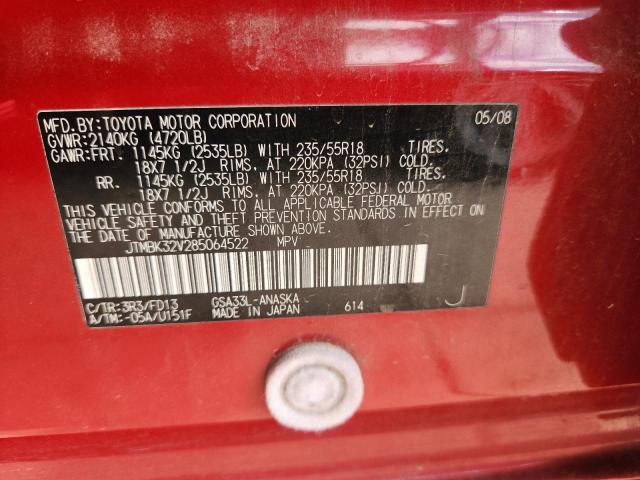 MFD.BY:TOYOTA MOTOR CORPORATION 05/08
GVWR:2140KG (4720LB)
GAWR:FRT. 1145KG (2535LB) WITH 235/55R18 TIRES.
18X7 1/2J RIMS, AT 220KPA (32PSI) COLD.
RR. 1145KG (2535LB) WITH 235/55R18 TIRES.
18X7 1/2J RIMS, AT 220KPA (32PSI) COLD.
THIS VEHICLE CONFORMS TO ALL APPLICABLE FEDERAL MOTOR
VEHICLE SAFETY AND THEFT PREVENTION STANDARDS IN
EFFECT ON THE DATE OF MANUFACTURE SHOWN ABOVE.
JTMBK32V285064522 MPV
C/TR:3R3/FD13 GSA33L-ANASKA
A/TM:-05A/U151F MADE IN JAPAN 614 J